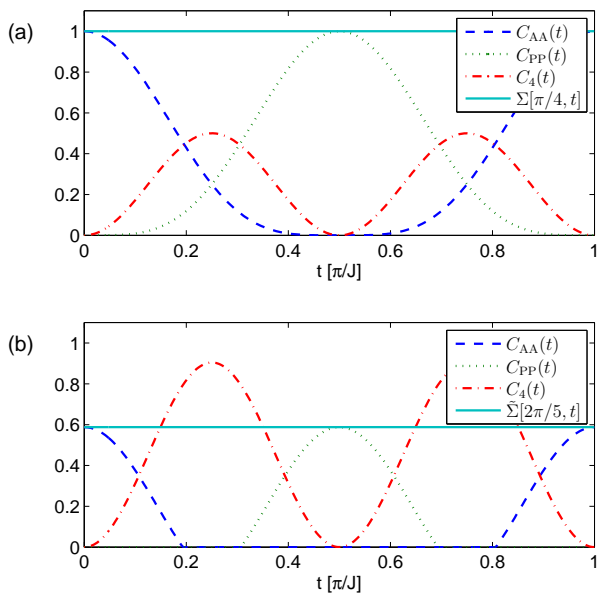 (a)
1
0.8
0.6
0.4
0.2
0
0 0.2 0.4 0.6 0.8 1
t [π/J]
C_AA(t)
C_PP(t)
C_4(t)
Σ[π/4, t]
(b)
1
0.8
0.6
0.4
0.2
0
0 0.2 0.4 0.6 0.8 1
t [π/J]
C_AA(t)
C_PP(t)
C_4(t)
Σ̃[2π/5, t]